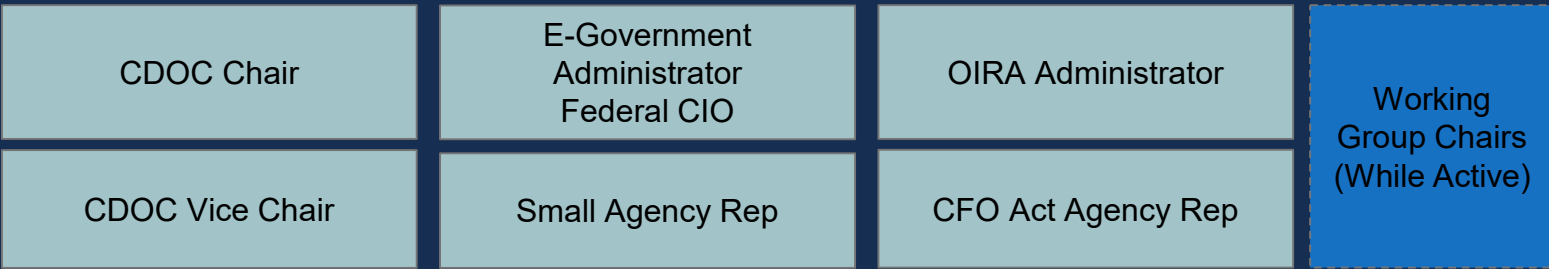 CDOC Chair
E-Government
Administrator
Federal CIO
OIRA Administrator
Working
Group Chairs
(While Active)
CDOC Vice Chair
Small Agency Rep
CFO Act Agency Rep